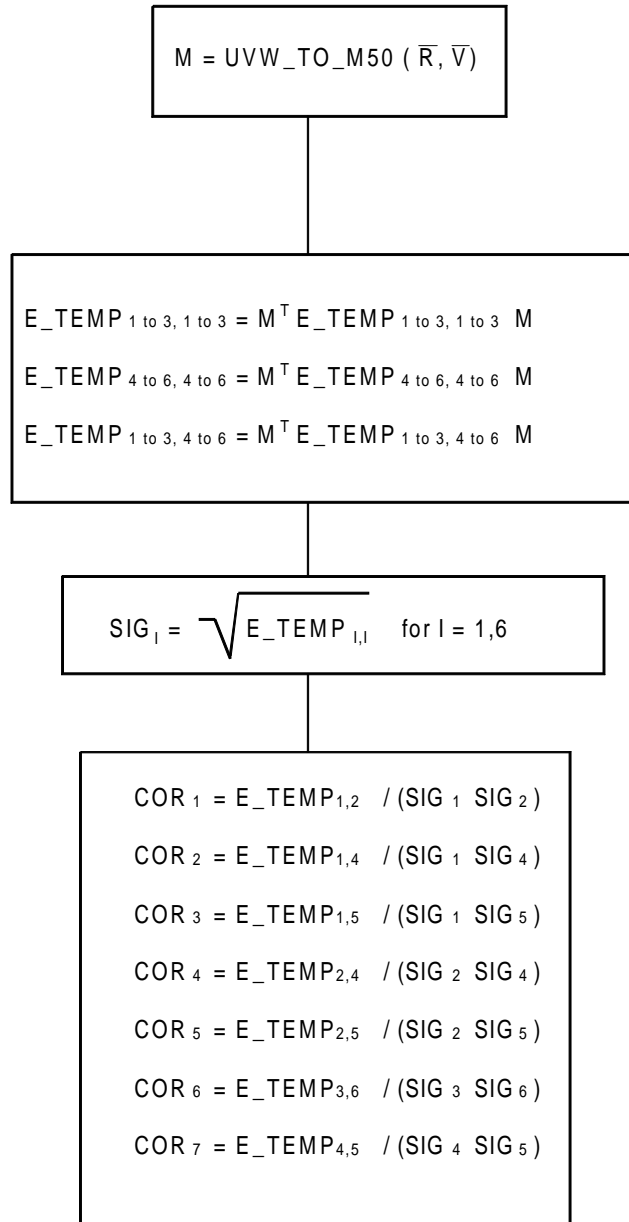 M = UVW_TO_M50 ( R̅, V̅)
E_TEMP 1 to 3, 1 to 3 = M^T E_TEMP 1 to 3, 1 to 3 M
E_TEMP 4 to 6, 4 to 6 = M^T E_TEMP 4 to 6, 4 to 6 M
E_TEMP 1 to 3, 4 to 6 = M^T E_TEMP 1 to 3, 4 to 6 M
SIG I = √E_TEMP I,I for I = 1,6
COR 1 = E_TEMP1,2 / (SIG 1 SIG 2)
COR 2 = E_TEMP1,4 / (SIG 1 SIG 4)
COR 3 = E_TEMP1,5 / (SIG 1 SIG 5)
COR 4 = E_TEMP2,4 / (SIG 2 SIG 4)
COR 5 = E_TEMP2,5 / (SIG 2 SIG 5)
COR 6 = E_TEMP3,6 / (SIG 3 SIG 6)
COR 7 = E_TEMP4,5 / (SIG 4 SIG 5)